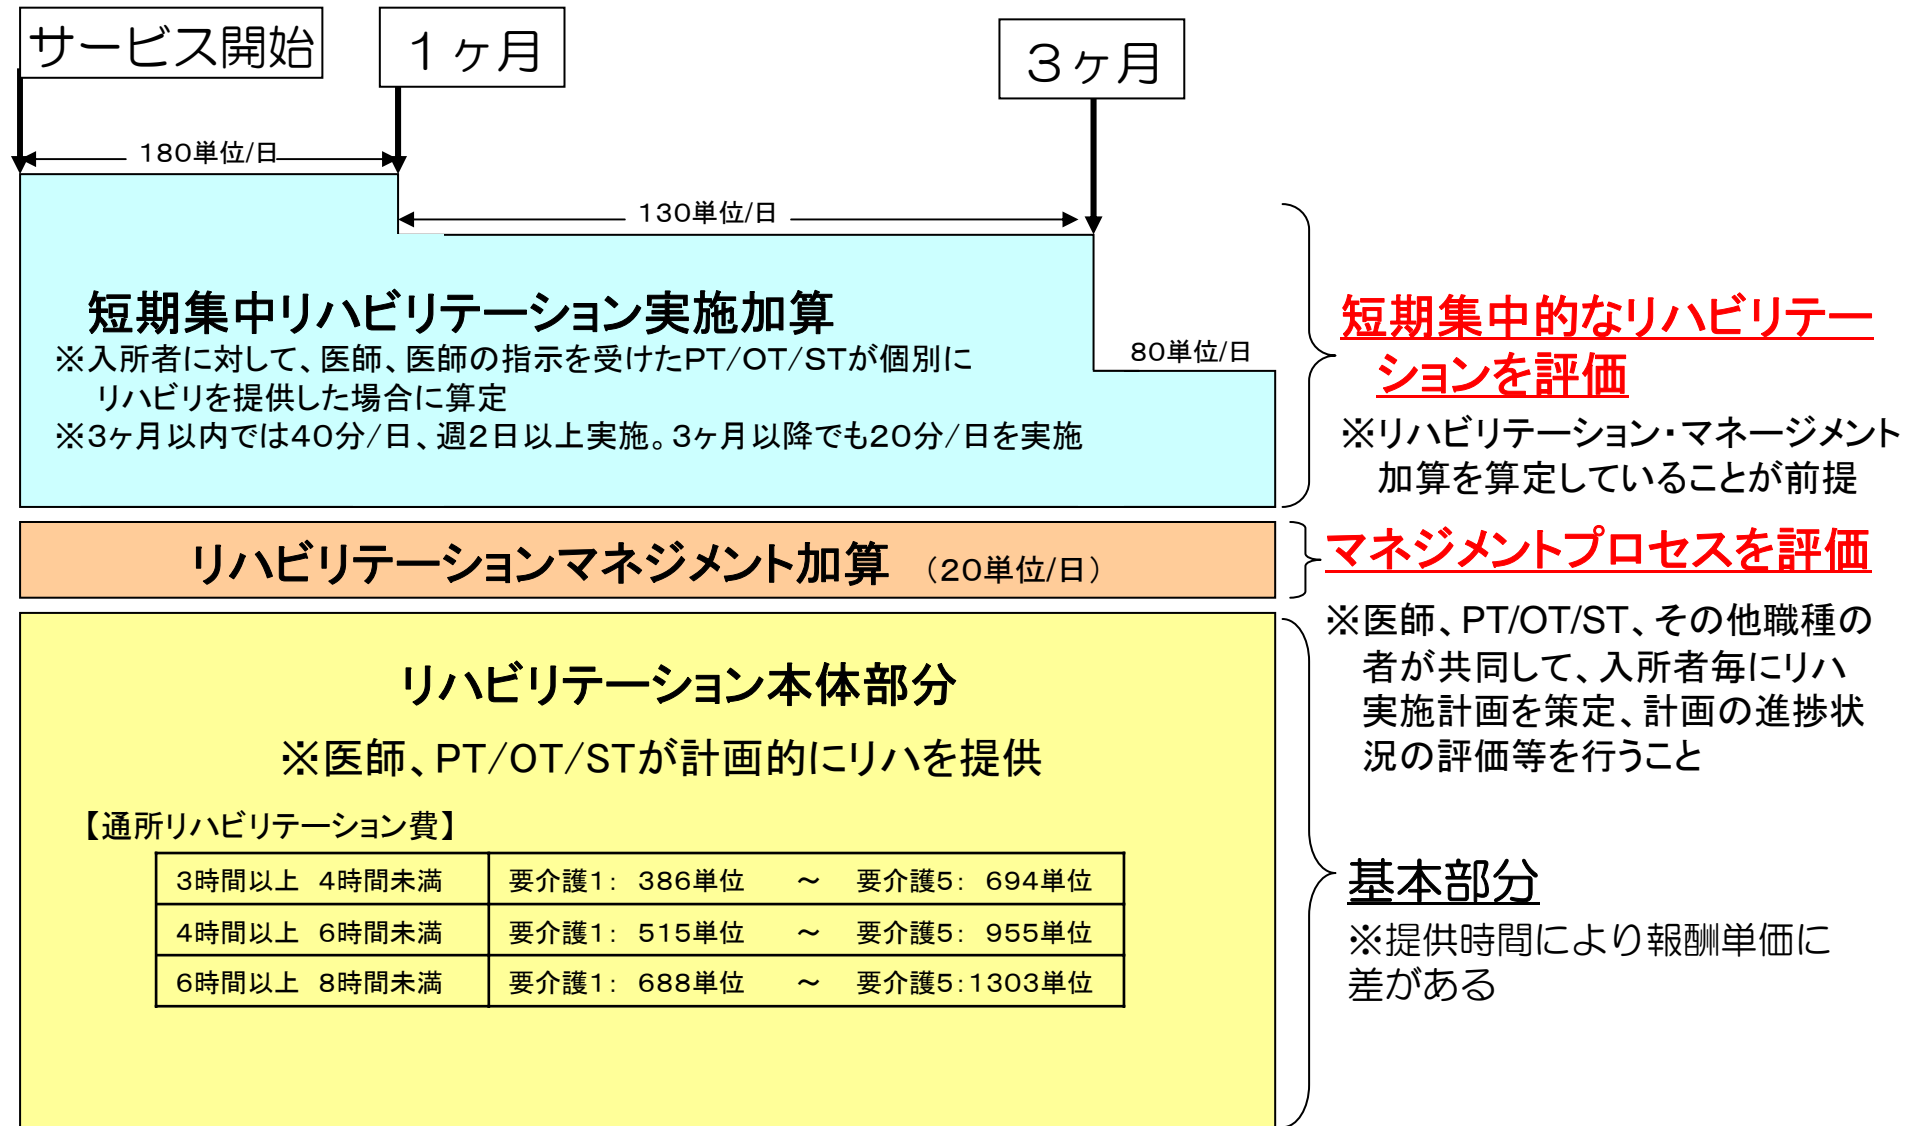 サービス開始
1ヶ月
3ヶ月
180単位/日
130単位/日
80単位/日
短期集中リハビリテーション実施加算
※入所者に対して、医師、医師の指示を受けたPT/OT/STが個別に
リハビリを提供した場合に算定
※3ヶ月以内では40分/日、週2日以上実施。3ヶ月以降でも20分/日を実施
短期集中的なリハビリテー
ションを評価
※リハビリテーション・マネージメント
加算を算定していることが前提
リハビリテーションマネジメント加算 （20単位/日）
マネジメントプロセスを評価
※医師、PT/OT/ST、その他職種の
者が共同して、入所者毎にリハ
実施計画を策定、計画の進捗状
況の評価等を行うこと
リハビリテーション本体部分
※医師、PT/OT/STが計画的にリハを提供
【通所リハビリテーション費】
3時間以上 4時間未満 要介護1： 386単位 ～ 要介護5： 694単位
4時間以上 6時間未満 要介護1： 515単位 ～ 要介護5： 955単位
6時間以上 8時間未満 要介護1： 688単位 ～ 要介護5：1303単位
基本部分
※提供時間により報酬単価に
差がある